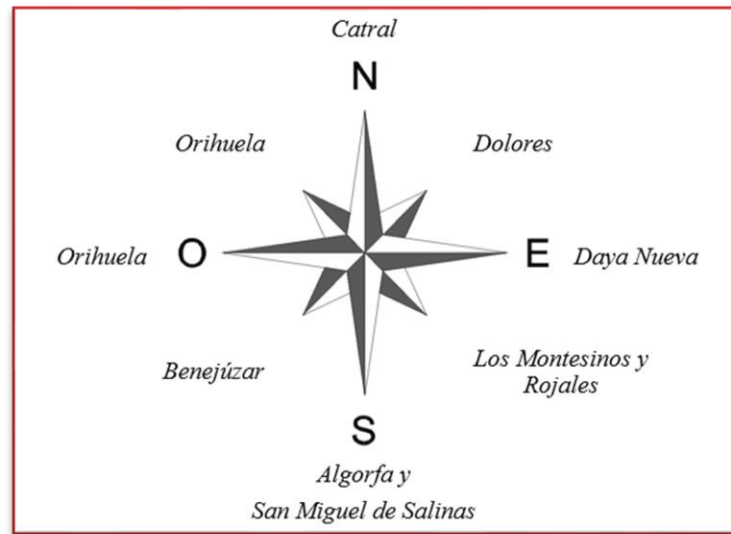 Catral
N
Orihuela
Dolores
Orihuela
O
E
Daya Nueva
Benejúzar
Los Montesinos y
Rojales
S
Algorfa y
San Miguel de Salinas